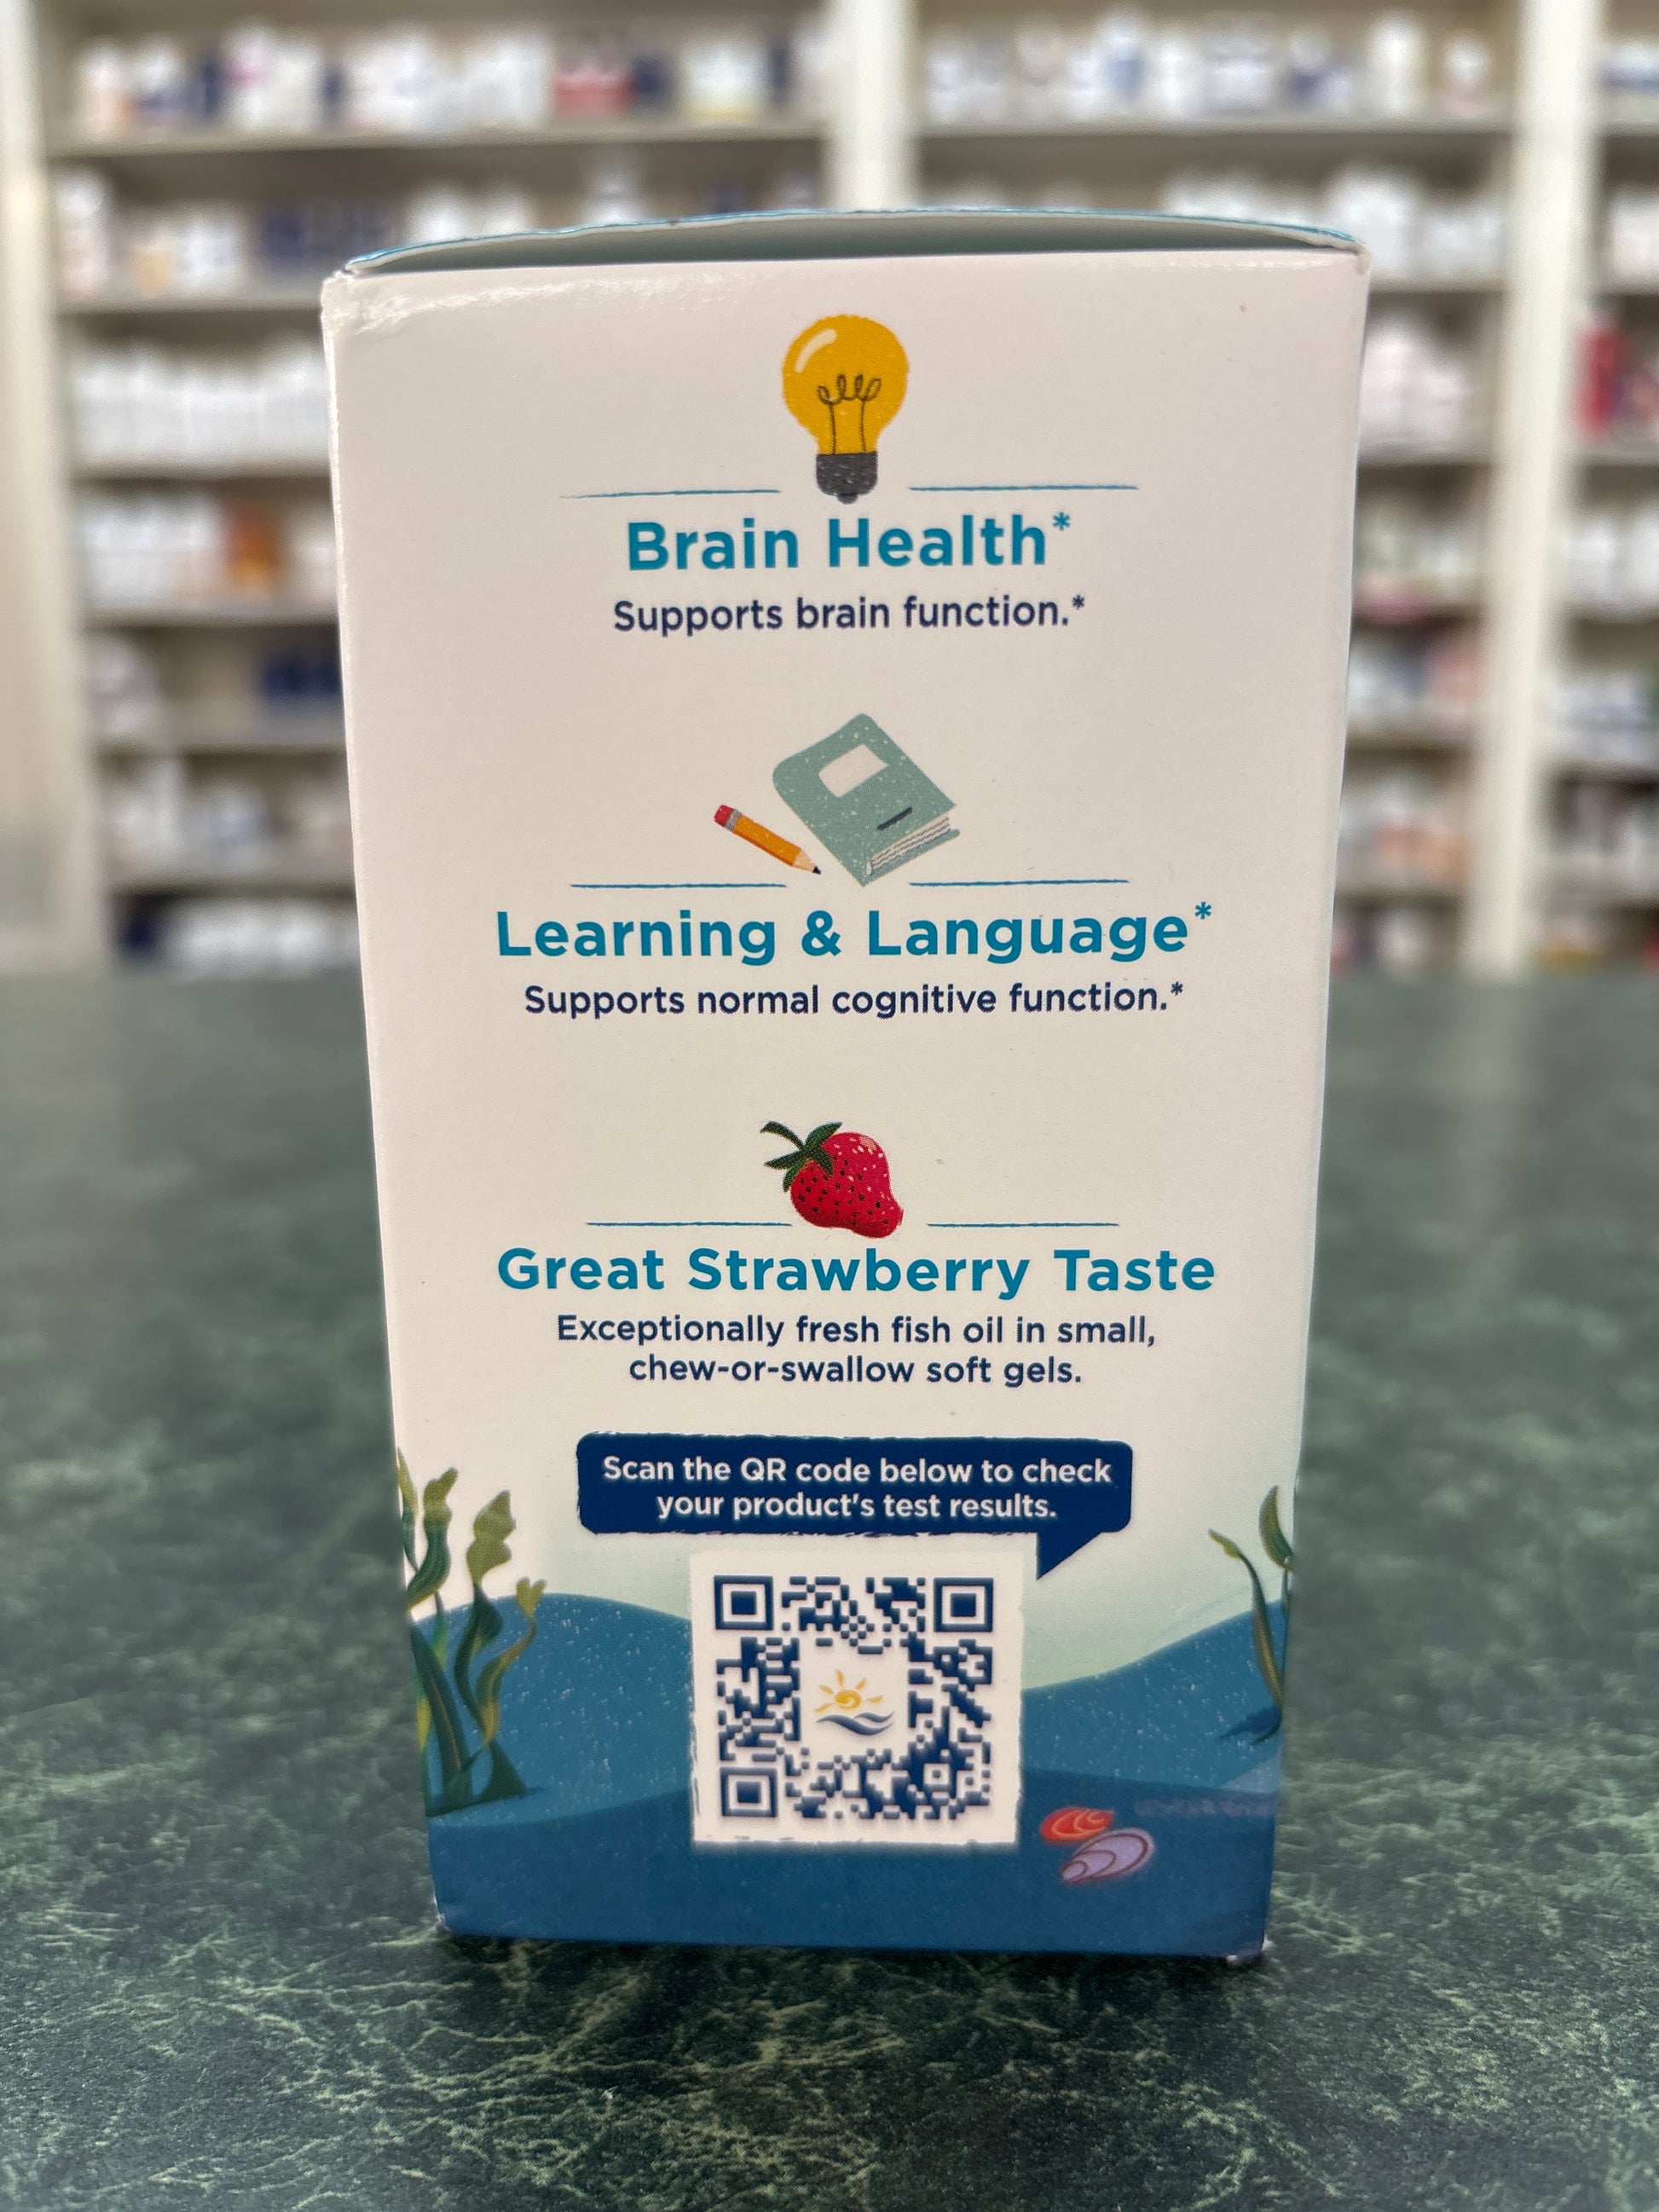 Brain Health*
Supports brain function.*
Learning & Language*
Supports normal cognitive function.*
Great Strawberry Taste
Exceptionally fresh fish oil in small,
chew-or-swallow soft gels.
Scan the QR code below to check
your product's test results.